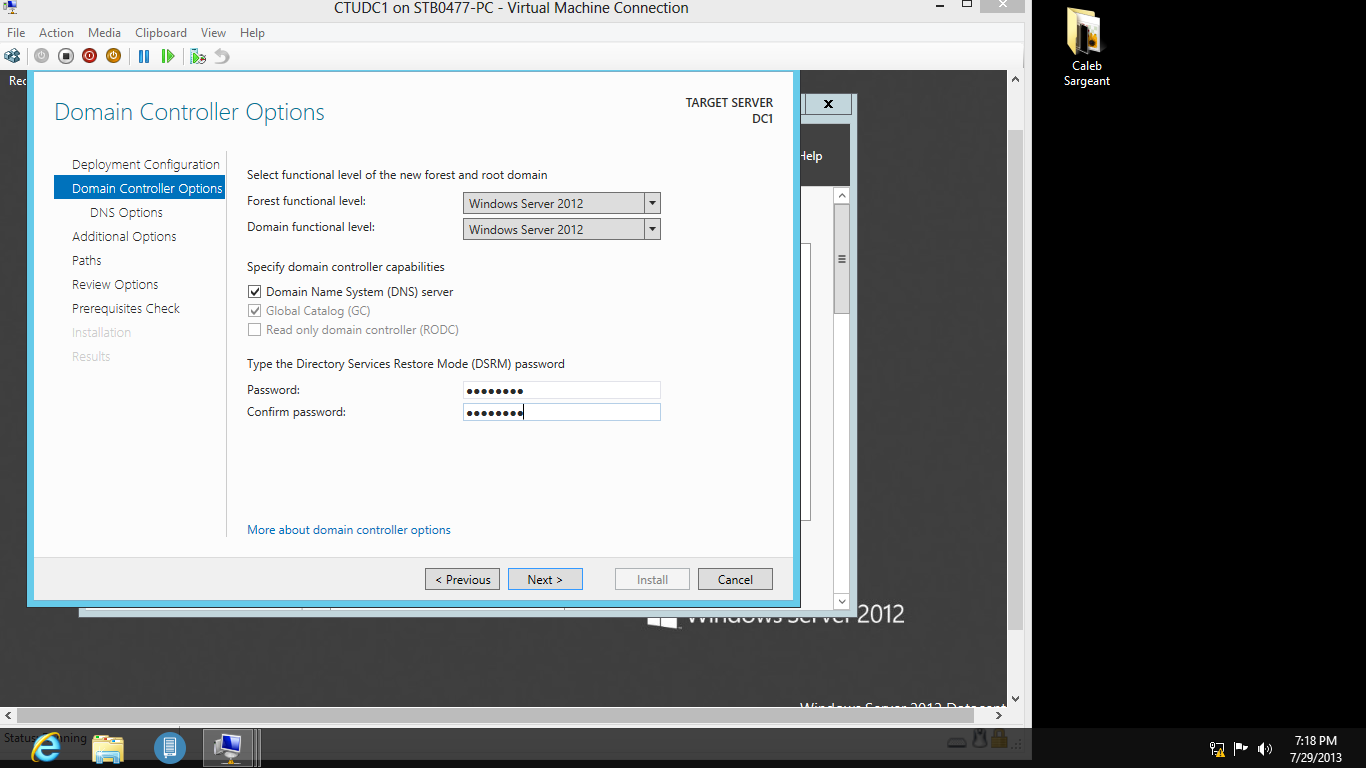 CTUDC1 on STB0477-PC - Virtual Machine Connection
File Action Media Clipboard View Help
Rec
Domain Controller Options
TARGET SERVER
DC1
Help
Deployment Configuration
Domain Controller Options
DNS Options
Additional Options
Paths
Review Options
Prerequisites Check
Installation
Results
Select functional level of the new forest and root domain
Forest functional level: Windows Server 2012
Domain functional level: Windows Server 2012
Specify domain controller capabilities
Domain Name System (DNS) server
Global Catalog (GC)
Read only domain controller (RODC)
Type the Directory Services Restore Mode (DSRM) password
Password: ●●●●●●●●
Confirm password: ●●●●●●●●
More about domain controller options
< Previous Next > Install Cancel
Windows Server 2012
Windows Server 2012 Datacent
Caleb
Sargeant
7:18 PM
7/29/2013